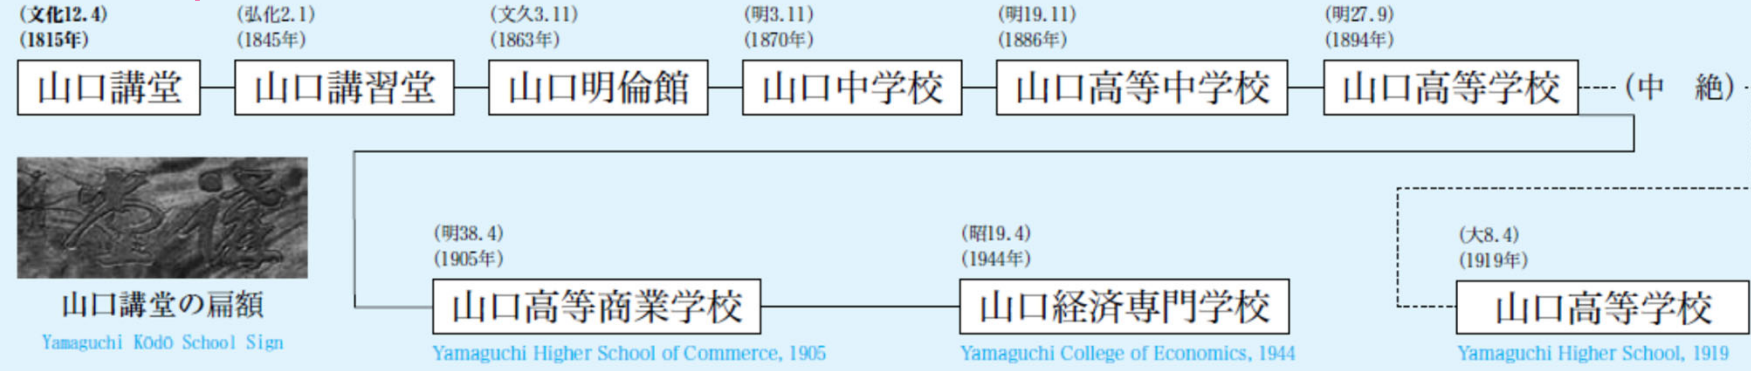 (文化12.4)
(1815年)
山口講堂
(弘化2.1)
(1845年)
山口講習堂
(文久3.11)
(1863年)
山口明倫館
(明3.11)
(1870年)
山口中学校
(明19.11)
(1886年)
山口高等中学校
(明27.9)
(1894年)
山口高等学校
(中 絶)
山口講堂の扁額
Yamaguchi Kōdō School Sign
(明38.4)
(1905年)
山口高等商業学校
Yamaguchi Higher School of Commerce, 1905
(昭19.4)
(1944年)
山口経済専門学校
Yamaguchi College of Economics, 1944
(大8.4)
(1919年)
山口高等学校
Yamaguchi Higher School, 1919